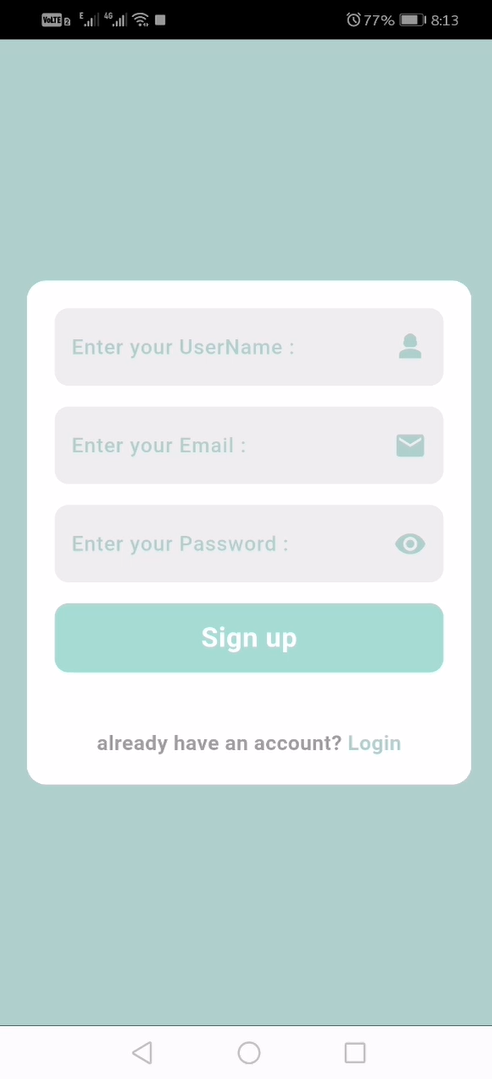 VoLTE 2 E 4G 77% 8:13
Enter your UserName :
Enter your Email :
Enter your Password :
Sign up
already have an account? Login